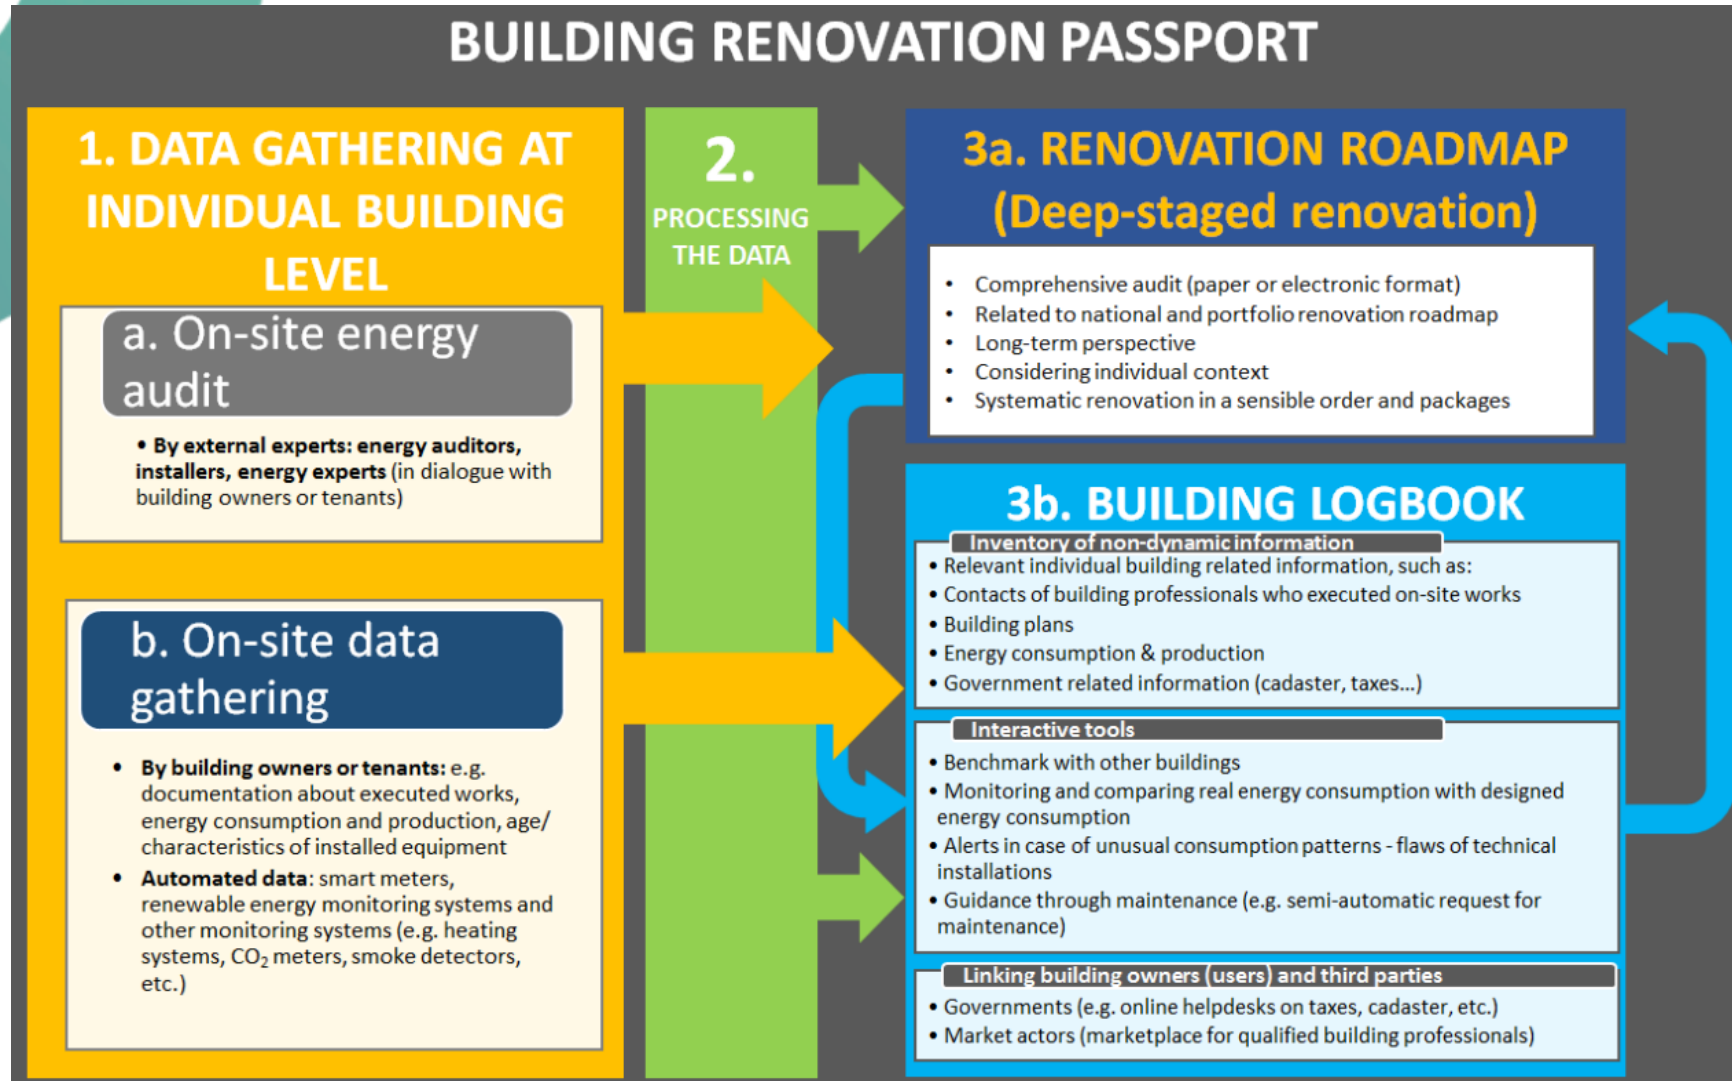 BUILDING RENOVATION PASSPORT
1. DATA GATHERING AT
INDIVIDUAL BUILDING
LEVEL
a. On-site energy
audit
• By external experts: energy auditors,
installers, energy experts (in dialogue with
building owners or tenants)
b. On-site data
gathering
• By building owners or tenants: e.g.
documentation about executed works,
energy consumption and production, age/
characteristics of installed equipment
• Automated data: smart meters,
renewable energy monitoring systems and
other monitoring systems (e.g. heating
systems, CO₂ meters, smoke detectors,
etc.)
2.
PROCESSING
THE DATA
3a. RENOVATION ROADMAP
(Deep-staged renovation)
• Comprehensive audit (paper or electronic format)
• Related to national and portfolio renovation roadmap
• Long-term perspective
• Considering individual context
• Systematic renovation in a sensible order and packages
3b. BUILDING LOGBOOK
Inventory of non-dynamic information
• Relevant individual building related information, such as:
• Contacts of building professionals who executed on-site works
• Building plans
• Energy consumption & production
• Government related information (cadaster, taxes...)
Interactive tools
• Benchmark with other buildings
• Monitoring and comparing real energy consumption with designed
energy consumption
• Alerts in case of unusual consumption patterns - flaws of technical
installations
• Guidance through maintenance (e.g. semi-automatic request for
maintenance)
Linking building owners (users) and third parties
• Governments (e.g. online helpdesks on taxes, cadaster, etc.)
• Market actors (marketplace for qualified building professionals)